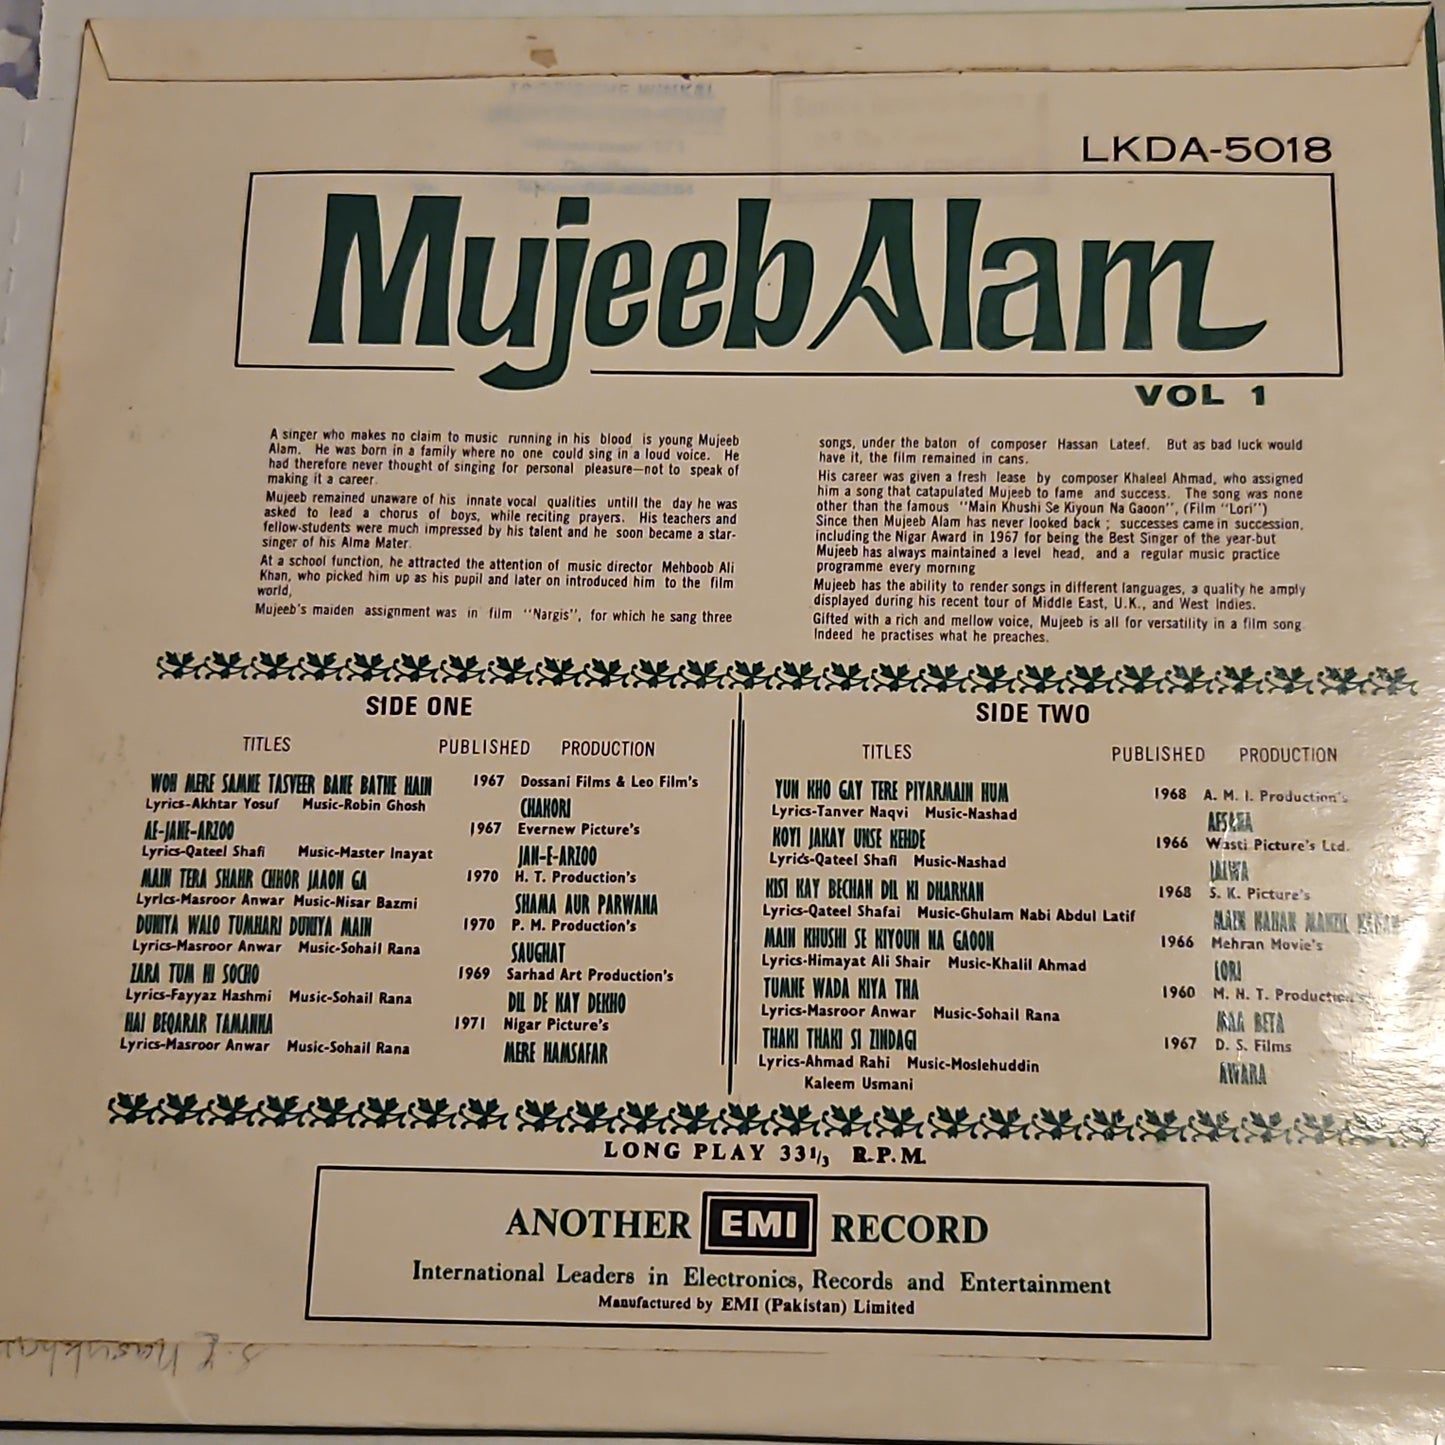 LKDA-5018
Mujeeb Alam
VOL 1
A singer who makes no claim to music running in his blood is young Mujeeb
Alam. He was born in a family where no one could sing in a loud voice. He
had therefore never thought of singing for personal pleasure—not to speak of
making it a career.
Mujeeb remained unaware of his innate vocal qualities untill the day he was
asked to lead a chorus of boys, while reciting prayers. His teachers and
fellow-students were much impressed by his talent and he soon became a star-
singer of his Alma Mater.
At a school function, he attracted the attention of music director Mehboob Ali
Khan, who picked him up as his pupil and later on introduced him to the film
world,
Mujeeb's maiden assignment was in film "Nargis", for which he sang three
songs, under the baton of composer Hassan Lateef. But as bad luck would
have it, the film remained in cans.
His career was given a fresh lease by composer Khaleel Ahmad, who assigned
him a song that catapulted Mujeeb to fame and success. The song was none
other than the famous "Main Khushi Se Kiyoun Na Gaoon", (Film "Lori")
Since then Mujeeb Alam has never looked back ; successes came in succession,
including the Nigar Award in 1967 for being the Best Singer of the year-but
Mujeeb has always maintained a level head, and a regular music practice
programme every morning
Mujeeb has the ability to render songs in different languages, a quality he amply
displayed during his recent tour of Middle East, U.K., and West Indies.
Gifted with a rich and mellow voice, Mujeeb is all for versatility in a film song
Indeed he practises what he preaches.
SIDE ONE
TITLES PUBLISHED PRODUCTION
WOH MERE SAMNE TASVEER BANE BATHE HAIN 1967 Dossani Films & Leo Film's
Lyrics-Akhtar Yosuf Music-Robin Ghosh CHAKORI
AE-JANE-ARZOO 1967 Evernew Picture's
Lyrics-Qateel Shafi Music-Master Inayat JAN-E-ARZOO
MAIN TERA SHAHR CHHOR JAAON GA 1970 H. T. Production's
Lyrics-Masroor Anwar Music-Nisar Bazmi SHAMA AUR PARWANA
DUNIYA WALO TUMHARI DUNIYA MAIN 1970 P. M. Production's
Lyrics-Masroor Anwar Music-Sohail Rana SAUGHAT
ZARA TUM HI SOCHO 1969 Sarhad Art Production's
Lyrics-Fayyaz Hashmi Music-Sohail Rana DIL DE KAY DEKHO
HAI BEQARAR TAMANNA 1971 Nigar Picture's
Lyrics-Masroor Anwar Music-Sohail Rana MERE HAMSAFAR
SIDE TWO
TITLES PUBLISHED PRODUCTION
YUN KHO GAY TERE PIYARMAIN HUM 1968 A. M. I. Production's
Lyrics-Tanver Naqvi Music-Nashad AFSANA
KOYI JAKAY UNSE KEHDE 1966 Wasti Picture's Ltd.
Lyrics-Qateel Shafi Music-Nashad JALWA
KISI KAY BECHAN DIL KI DHARKAN 1968 S. K. Picture's
Lyrics-Qateel Shafai Music-Ghulam Nabi Abdul Latif MAIN KAHAN MANZIL KAHAN
MAIN KHUSHI SE KIYOUN NA GAOON 1966 Mehran Movie's
Lyrics-Himayat Ali Shair Music-Khalil Ahmad LORI
TUMNE WADA KIYA THA 1960 M. N. T. Production's
Lyrics-Masroor Anwar Music-Sohail Rana MAA BETA
THAKI THAKI SI ZINDAGI 1967 D. S. Films
Lyrics-Ahmad Rahi Music-Moslehuddin AWARA
Kaleem Usmani
LONG PLAY 33 1/3 R.P.M.
ANOTHER EMI RECORD
International Leaders in Electronics, Records and Entertainment
Manufactured by EMI (Pakistan) Limited